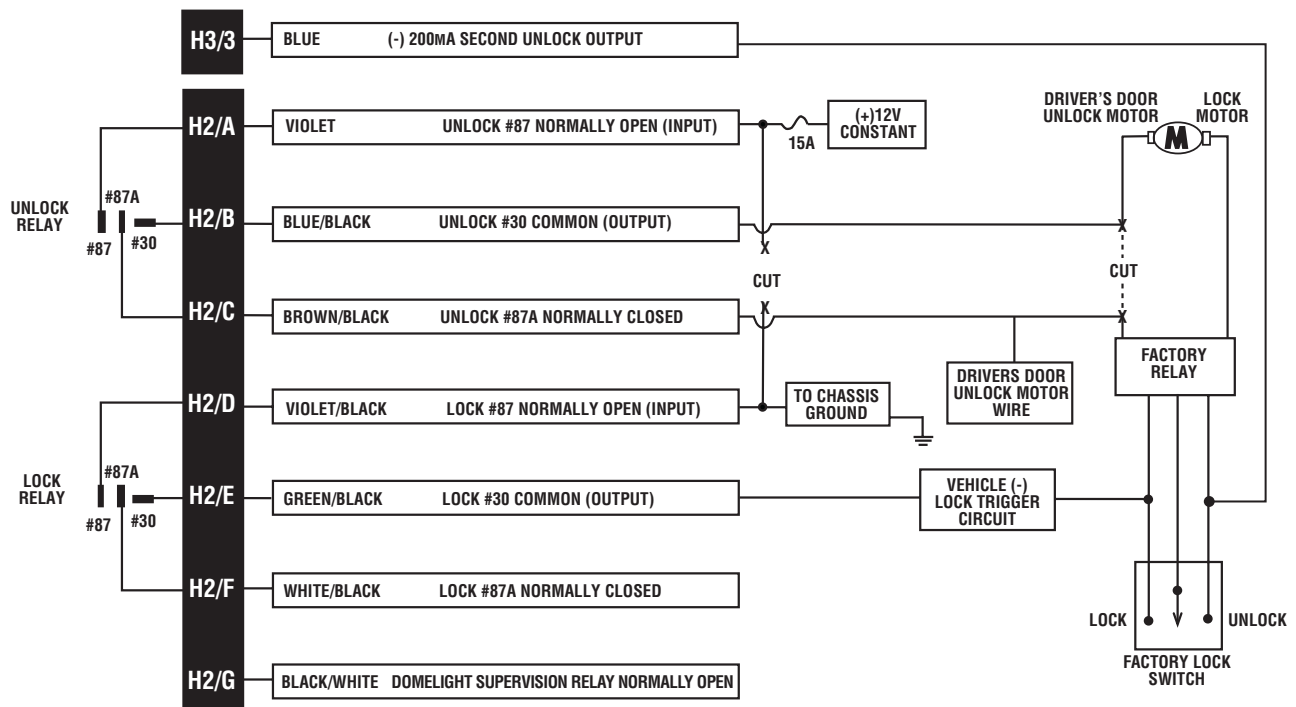 H3/3 BLUE (-) 200MA SECOND UNLOCK OUTPUT
H2/A VIOLET UNLOCK #87 NORMALLY OPEN (INPUT)
15A
(+)12V
CONSTANT
DRIVER'S DOOR
UNLOCK MOTOR
LOCK
MOTOR
M
UNLOCK
RELAY
#87A
#87
#30
H2/B BLUE/BLACK UNLOCK #30 COMMON (OUTPUT)
X
X
CUT
CUT
X
X
H2/C BROWN/BLACK UNLOCK #87A NORMALLY CLOSED
FACTORY
RELAY
DRIVERS DOOR
UNLOCK MOTOR
WIRE
H2/D VIOLET/BLACK LOCK #87 NORMALLY OPEN (INPUT)
TO CHASSIS
GROUND
LOCK
RELAY
#87A
#87
#30
H2/E GREEN/BLACK LOCK #30 COMMON (OUTPUT)
VEHICLE (-)
LOCK TRIGGER
CIRCUIT
H2/F WHITE/BLACK LOCK #87A NORMALLY CLOSED
LOCK
UNLOCK
FACTORY LOCK
SWITCH
H2/G BLACK/WHITE DOMELIGHT SUPERVISION RELAY NORMALLY OPEN